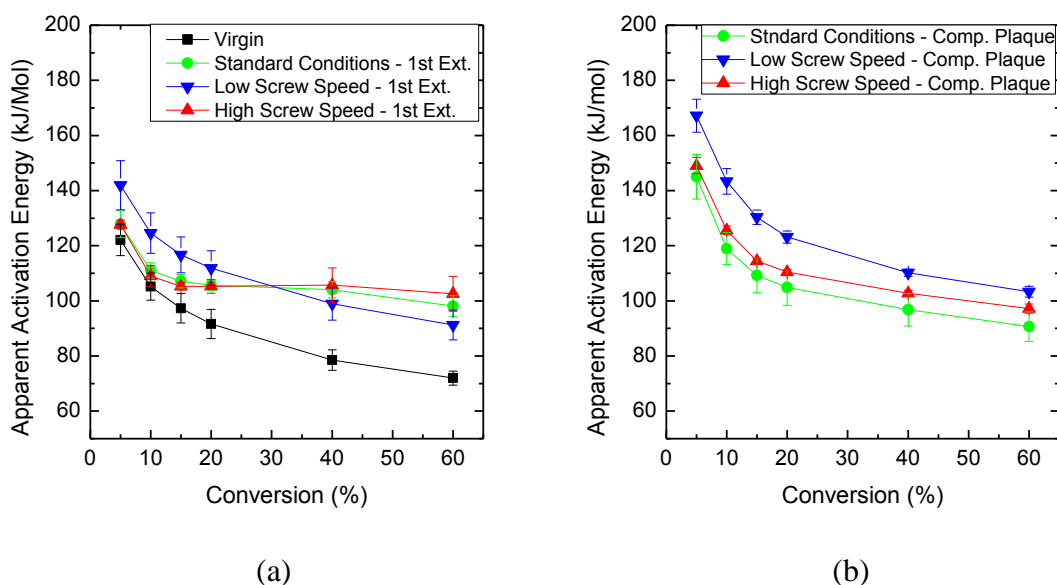 200
180
160
140
120
100
80
60
0 10 20 30 40 50 60
Apparent Activation Energy (kJ/Mol)
Conversion (%)
Virgin
Standard Conditions - 1st Ext.
Low Screw Speed - 1st Ext.
High Screw Speed - 1st Ext.
(a)
200
180
160
140
120
100
80
60
0 10 20 30 40 50 60
Apparent Activation Energy (kJ/mol)
Conversion (%)
Stndard Conditions - Comp. Plaque
Low Screw Speed - Comp. Plaque
High Screw Speed - Comp. Plaque
(b)